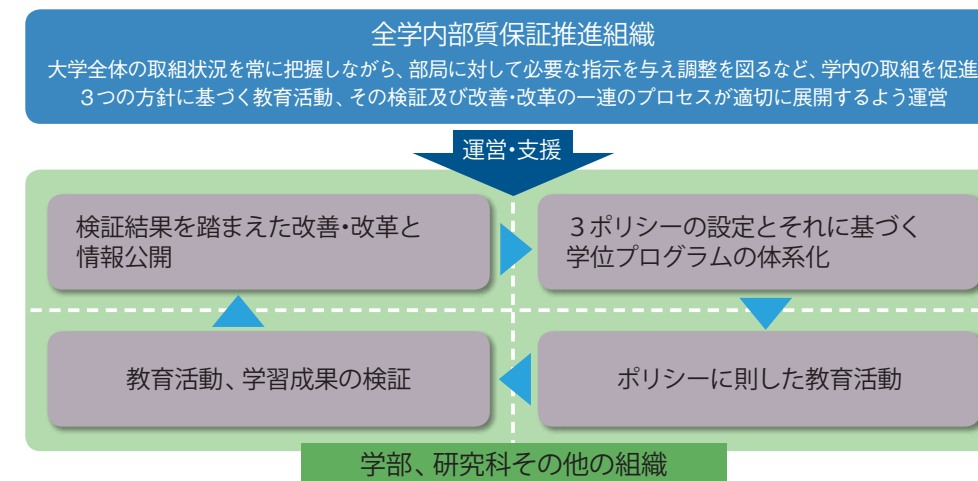 全学内部質保証推進組織
大学全体の取組状況を常に把握しながら、部局に対して必要な指示を与え調整を図るなど、学内の取組を促進
３つの方針に基づく教育活動、その検証及び改善・改革の一連のプロセスが適切に展開するよう運営
運営・支援
検証結果を踏まえた改善・改革と
情報公開
３ポリシーの設定とそれに基づく
学位プログラムの体系化
教育活動、学習成果の検証
ポリシーに則した教育活動
学部、研究科その他の組織